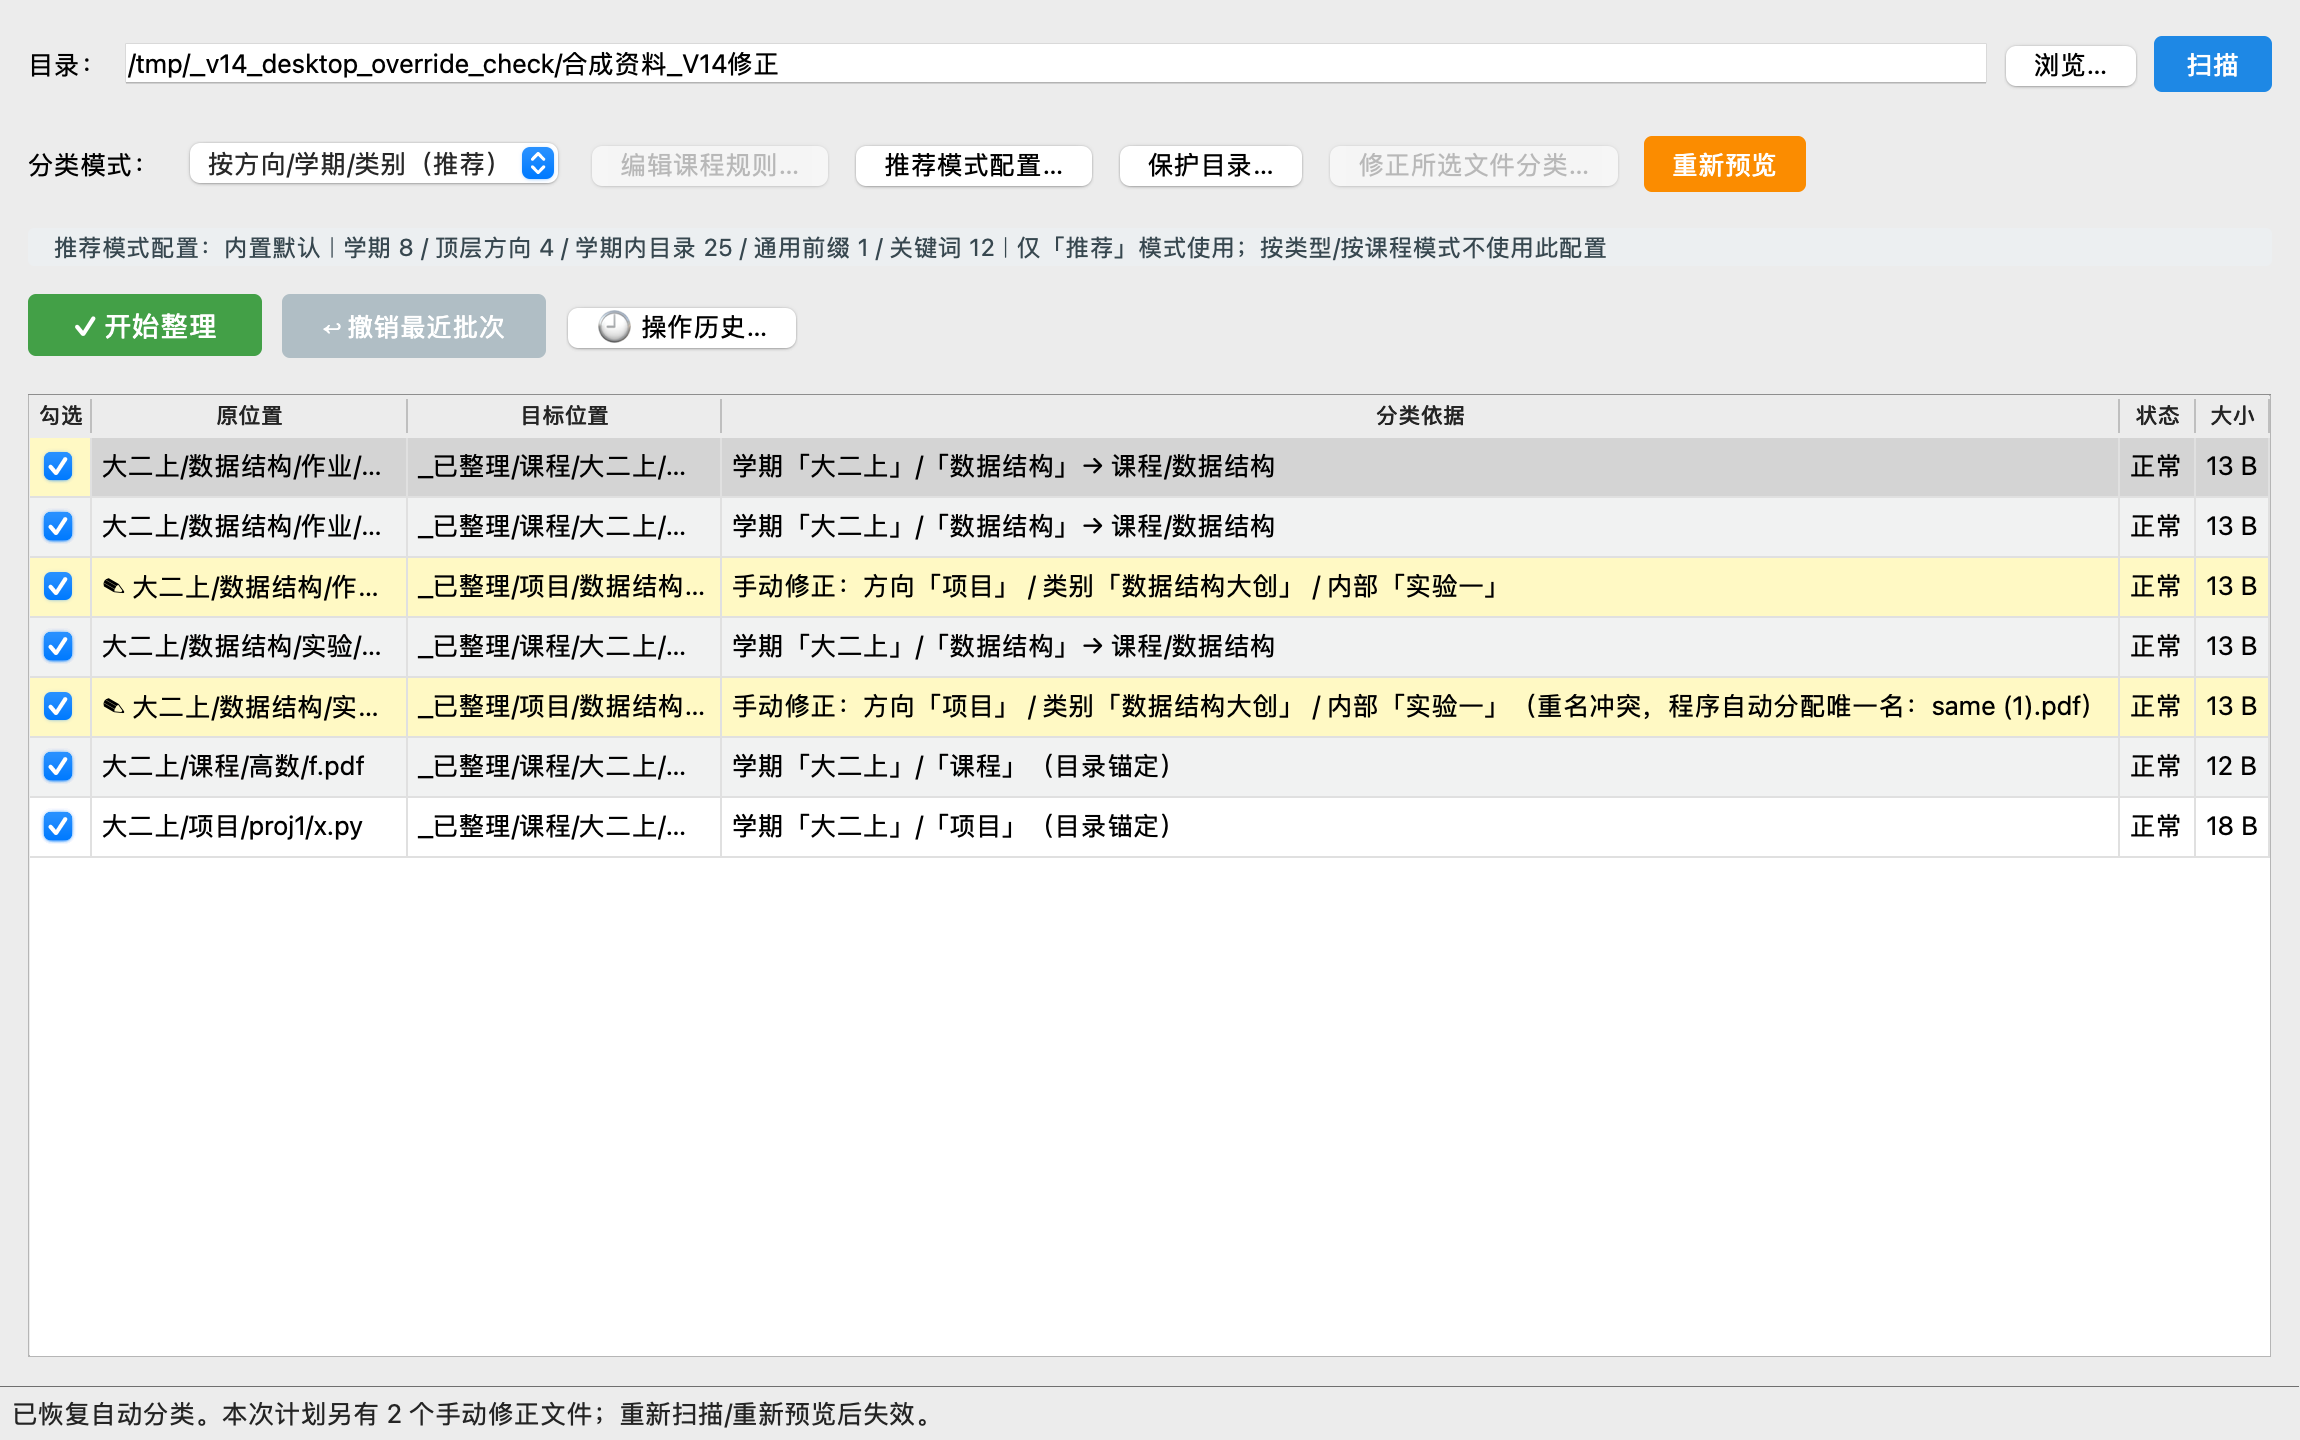 目录： /tmp/_v14_desktop_override_check/合成资料_V14修正 浏览... 扫描
分类模式： 按方向/学期/类别（推荐） 编辑课程规则... 推荐模式配置... 保护目录... 修正所选文件分类... 重新预览
推荐模式配置：内置默认 | 学期 8 / 顶层方向 4 / 学期内目录 25 / 通用前缀 1 / 关键词 12 | 仅「推荐」模式使用；按类型/按课程模式不使用此配置
✓ 开始整理 ↩ 撤销最近批次 🕘 操作历史...
勾选 原位置 目标位置 分类依据 状态 大小
大二上/数据结构/作业/... _已整理/课程/大二上/... 学期「大二上」/「数据结构」→ 课程/数据结构 正常 13 B
大二上/数据结构/作业/... _已整理/课程/大二上/... 学期「大二上」/「数据结构」→ 课程/数据结构 正常 13 B
✎ 大二上/数据结构/作... _已整理/项目/数据结构... 手动修正：方向「项目」 / 类别「数据结构大创」 / 内部「实验一」 正常 13 B
大二上/数据结构/实验/... _已整理/课程/大二上/... 学期「大二上」/「数据结构」→ 课程/数据结构 正常 13 B
✎ 大二上/数据结构/实... _已整理/项目/数据结构... 手动修正：方向「项目」 / 类别「数据结构大创」 / 内部「实验一」（重名冲突，程序自动分配唯一名：same (1).pdf） 正常 13 B
大二上/课程/高数/f.pdf _已整理/课程/大二上/... 学期「大二上」/「课程」（目录锚定） 正常 12 B
大二上/项目/proj1/x.py _已整理/课程/大二上/... 学期「大二上」/「项目」（目录锚定） 正常 18 B
已恢复自动分类。本次计划另有 2 个手动修正文件；重新扫描/重新预览后失效。